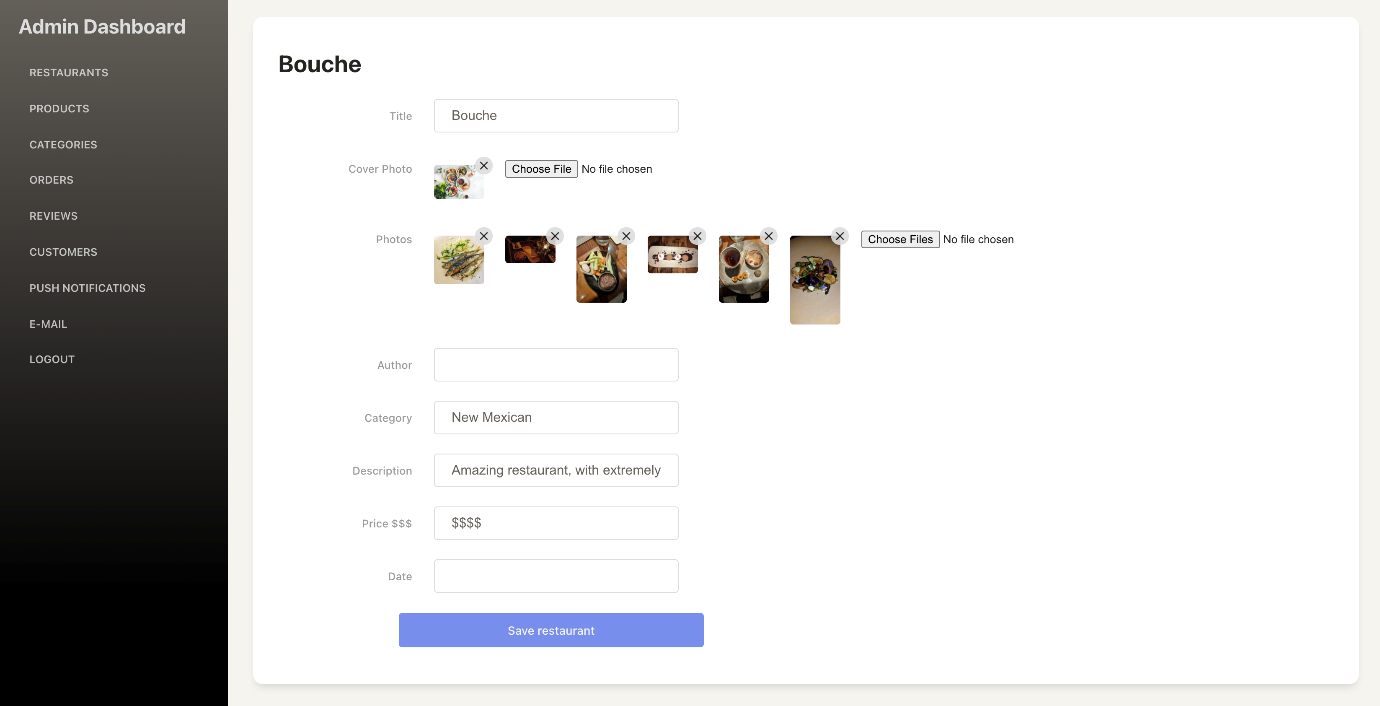 Admin Dashboard
RESTAURANTS
PRODUCTS
CATEGORIES
ORDERS
REVIEWS
CUSTOMERS
PUSH NOTIFICATIONS
E-MAIL
LOGOUT
Bouche
Title Bouche
Cover Photo Choose File No file chosen
Photos Choose Files No file chosen
Author
Category New Mexican
Description Amazing restaurant, with extremely
Price $$$ $$$$
Date
Save restaurant